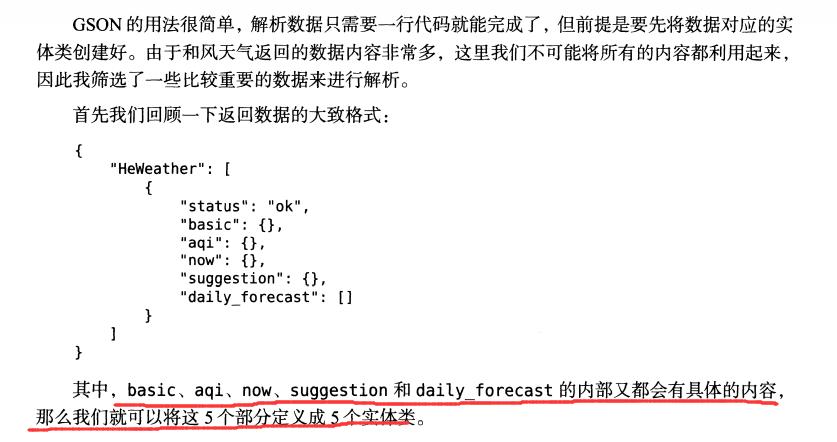 GSON 的用法很简单，解析数据只需要一行代码就能完成了，但前提是要先将数据对应的实
体类创建好。由于和风天气返回的数据内容非常多，这里我们不可能将所有的内容都利用起来，
因此我筛选了一些比较重要的数据来进行解析。
首先我们回顾一下返回数据的大致格式：
{
"HeWeather": [
{
"status": "ok",
"basic": {},
"aqi": {},
"now": {},
"suggestion": {},
"daily_forecast": []
}
]
}
其中，basic、aqi、now、suggestion 和 daily_forecast 的内部又都会有具体的内容，
那么我们就可以将这 5 个部分定义成 5 个实体类。